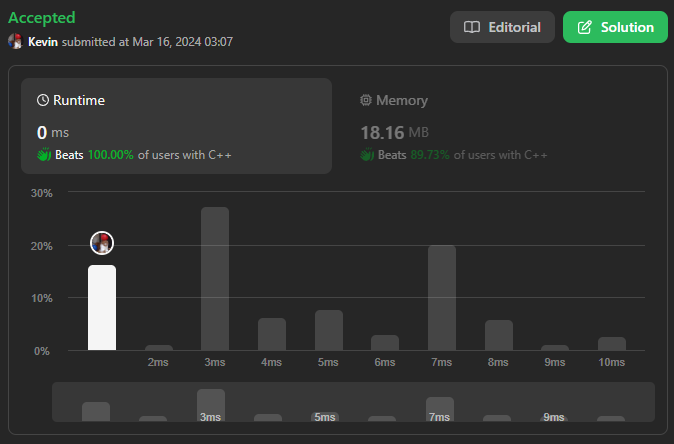 Accepted
Editorial
Solution
Kevin submitted at Mar 16, 2024 03:07
Runtime
Memory
0 ms
18.16 MB
Beats 100.00% of users with C++
Beats 89.73% of users with C++
30%
20%
10%
0%
2ms 3ms 4ms 5ms 6ms 7ms 8ms 9ms 10ms
3ms 5ms 7ms 9ms